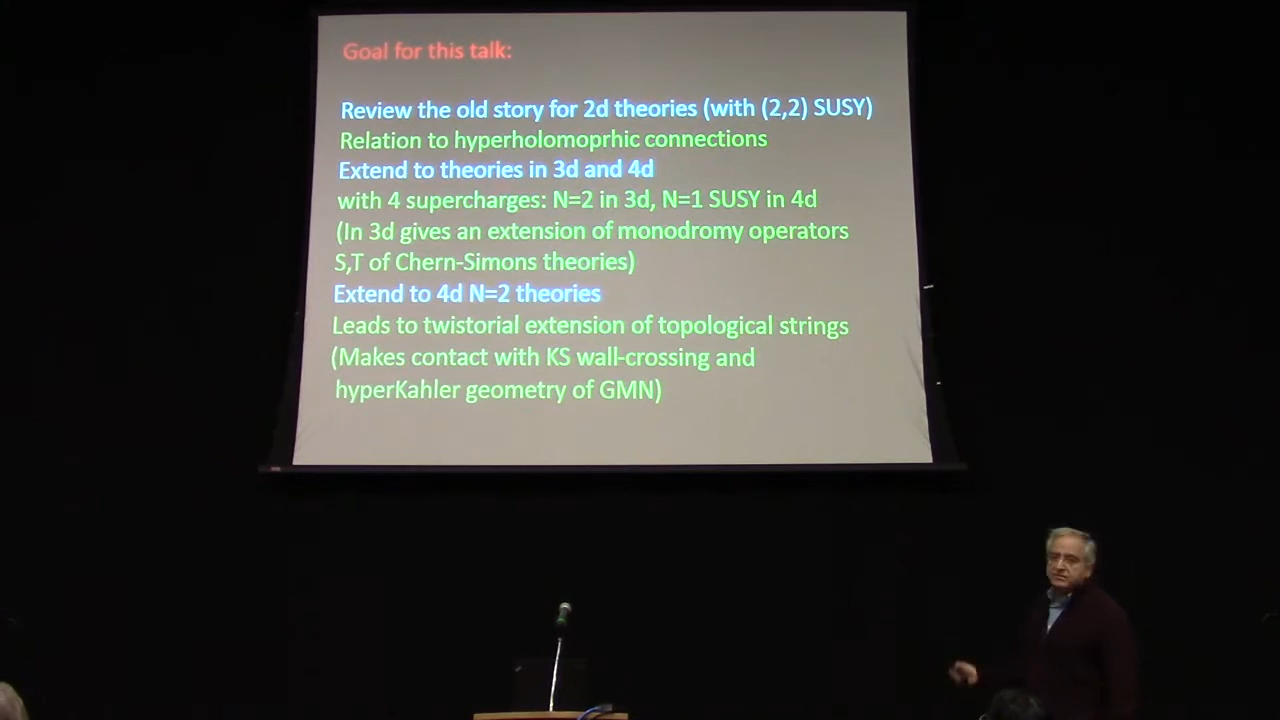 Goal for this talk:
Review the old story for 2d theories (with (2,2) SUSY)
Relation to hyperholomoprhic connections
Extend to theories in 3d and 4d
with 4 supercharges: N=2 in 3d, N=1 SUSY in 4d
(In 3d gives an extension of monodromy operators
S,T of Chern-Simons theories)
Extend to 4d N=2 theories
Leads to twistorial extension of topological strings
(Makes contact with KS wall-crossing and
hyperKahler geometry of GMN)